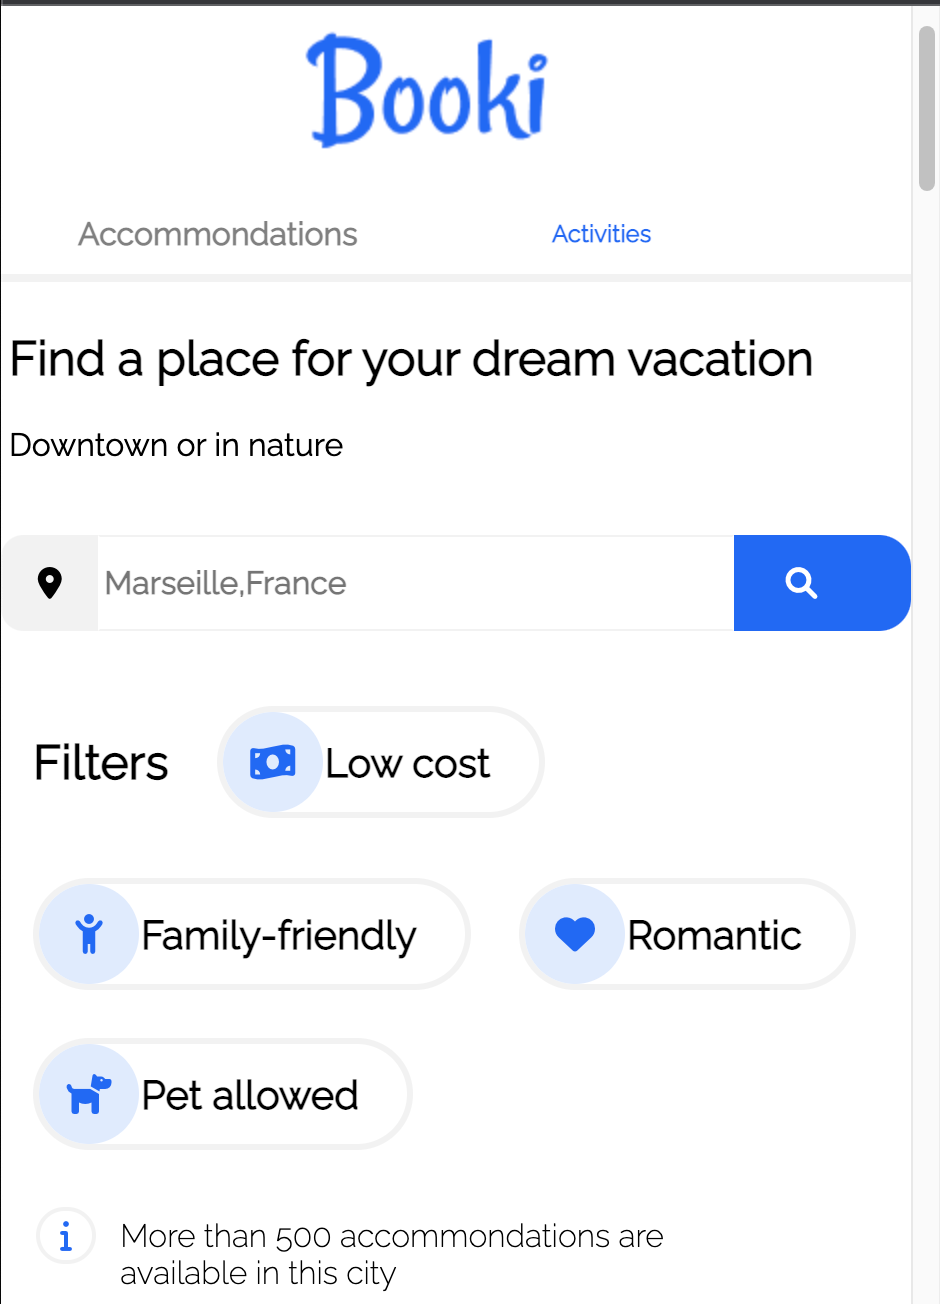 Booki
Accommondations Activities
Find a place for your dream vacation
Downtown or in nature
Marseille,France
Filters Low cost
Family-friendly Romantic
Pet allowed
More than 500 accommondations are
available in this city